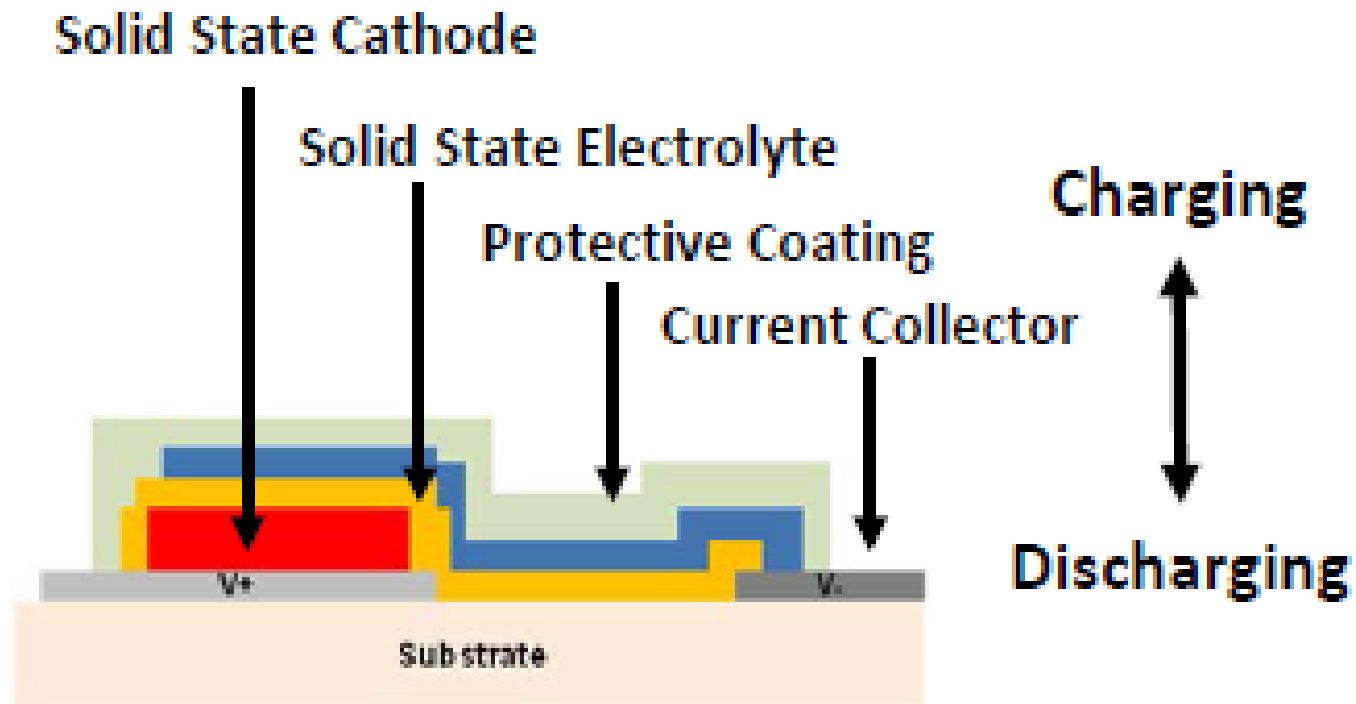 Solid State Cathode
Solid State Electrolyte
Protective Coating
Current Collector
Charging
Discharging
V+
V-
Substrate